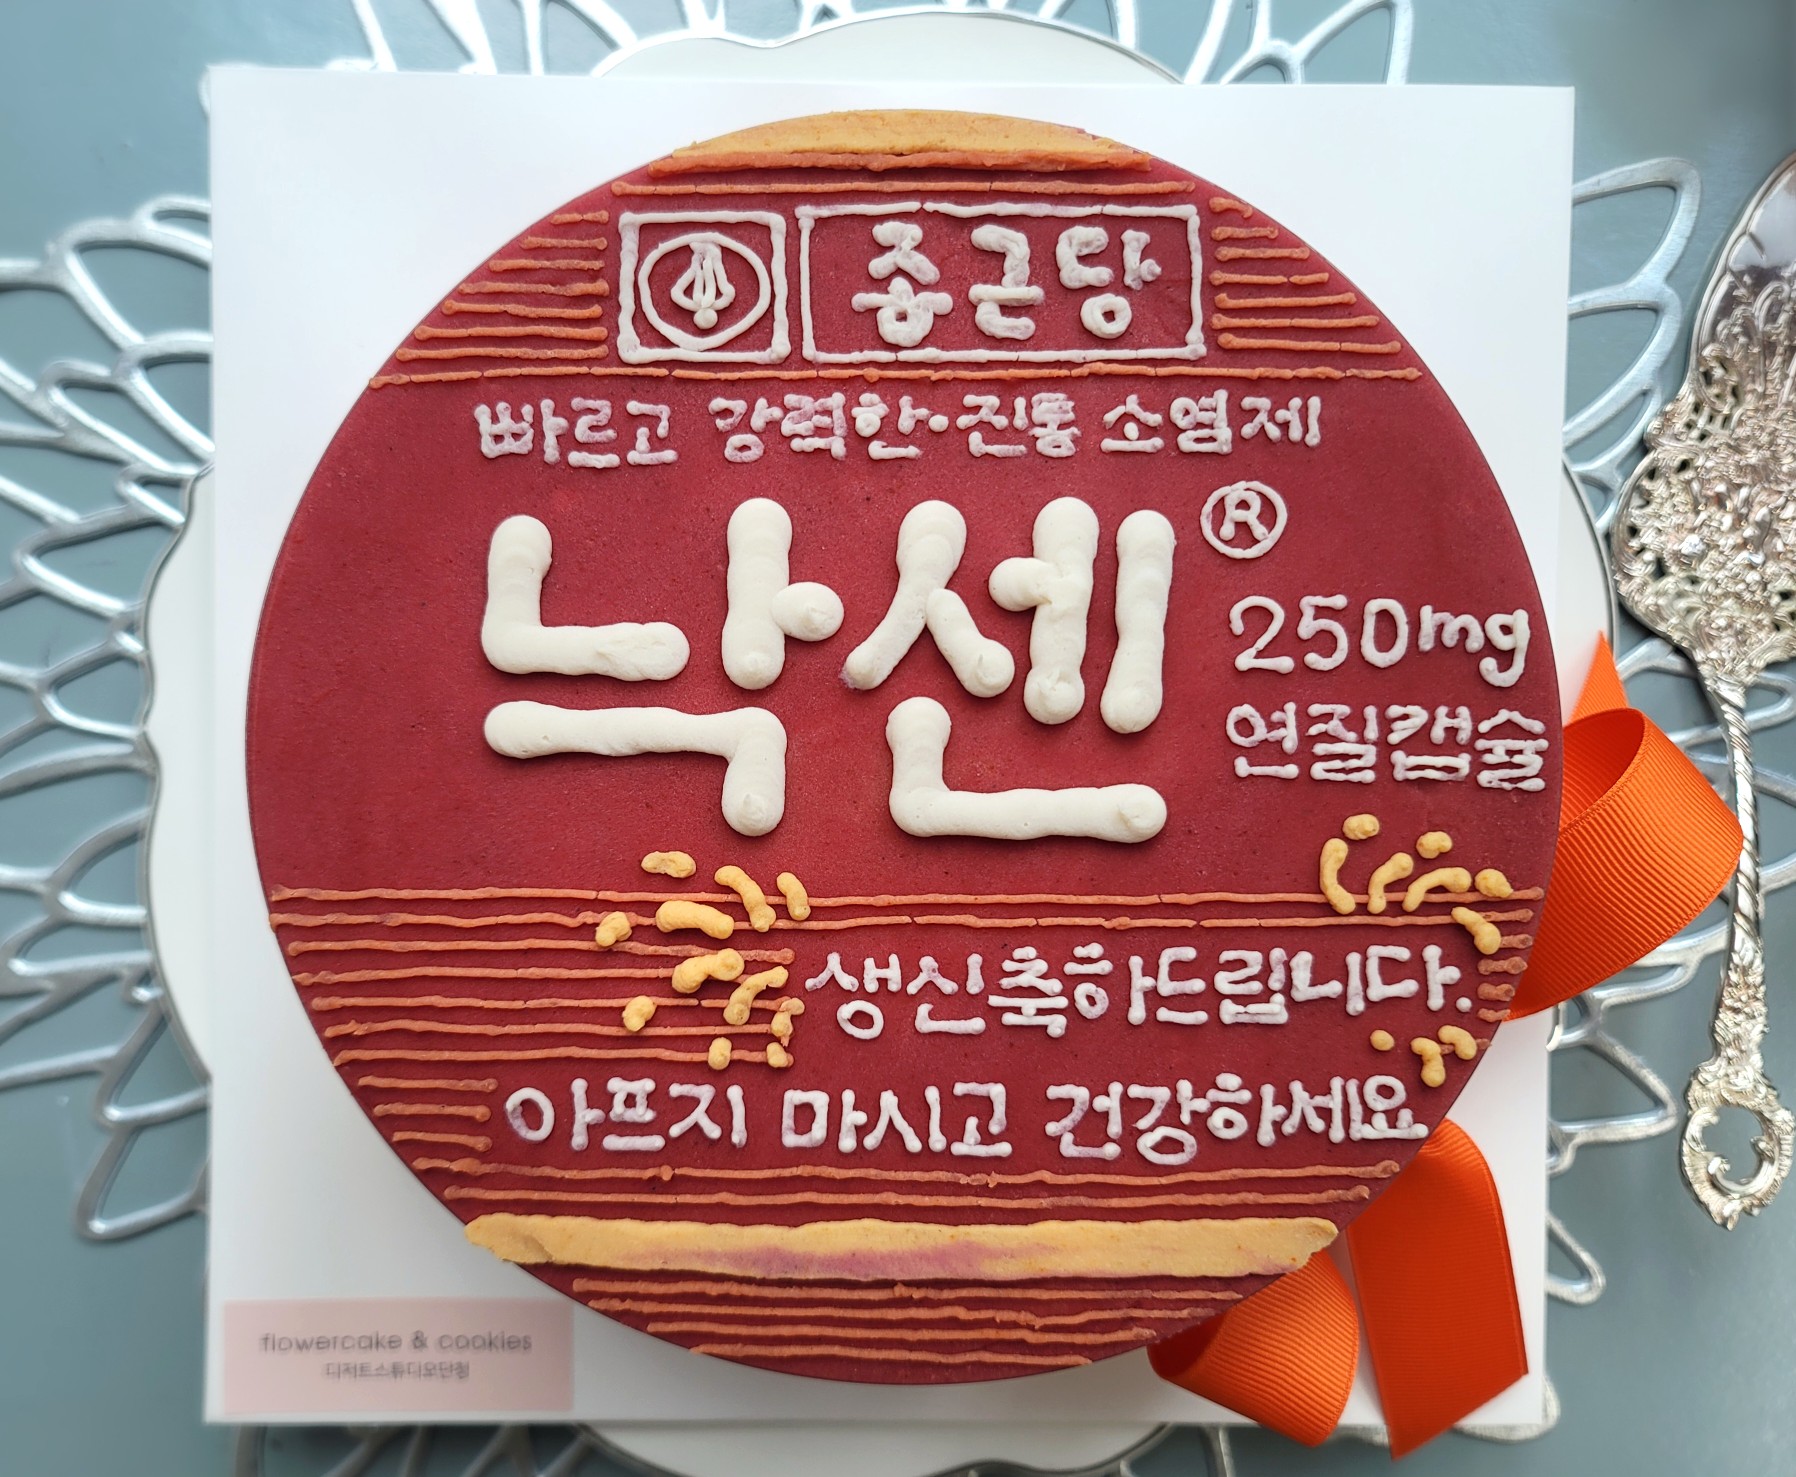 종근당
빠르고 강력한·진통 소염제
낙센®
250mg
연질캡슐
생신축하드립니다.
아프지 마시고 건강하세요
flowercake & cookies
디저트스튜디오단청